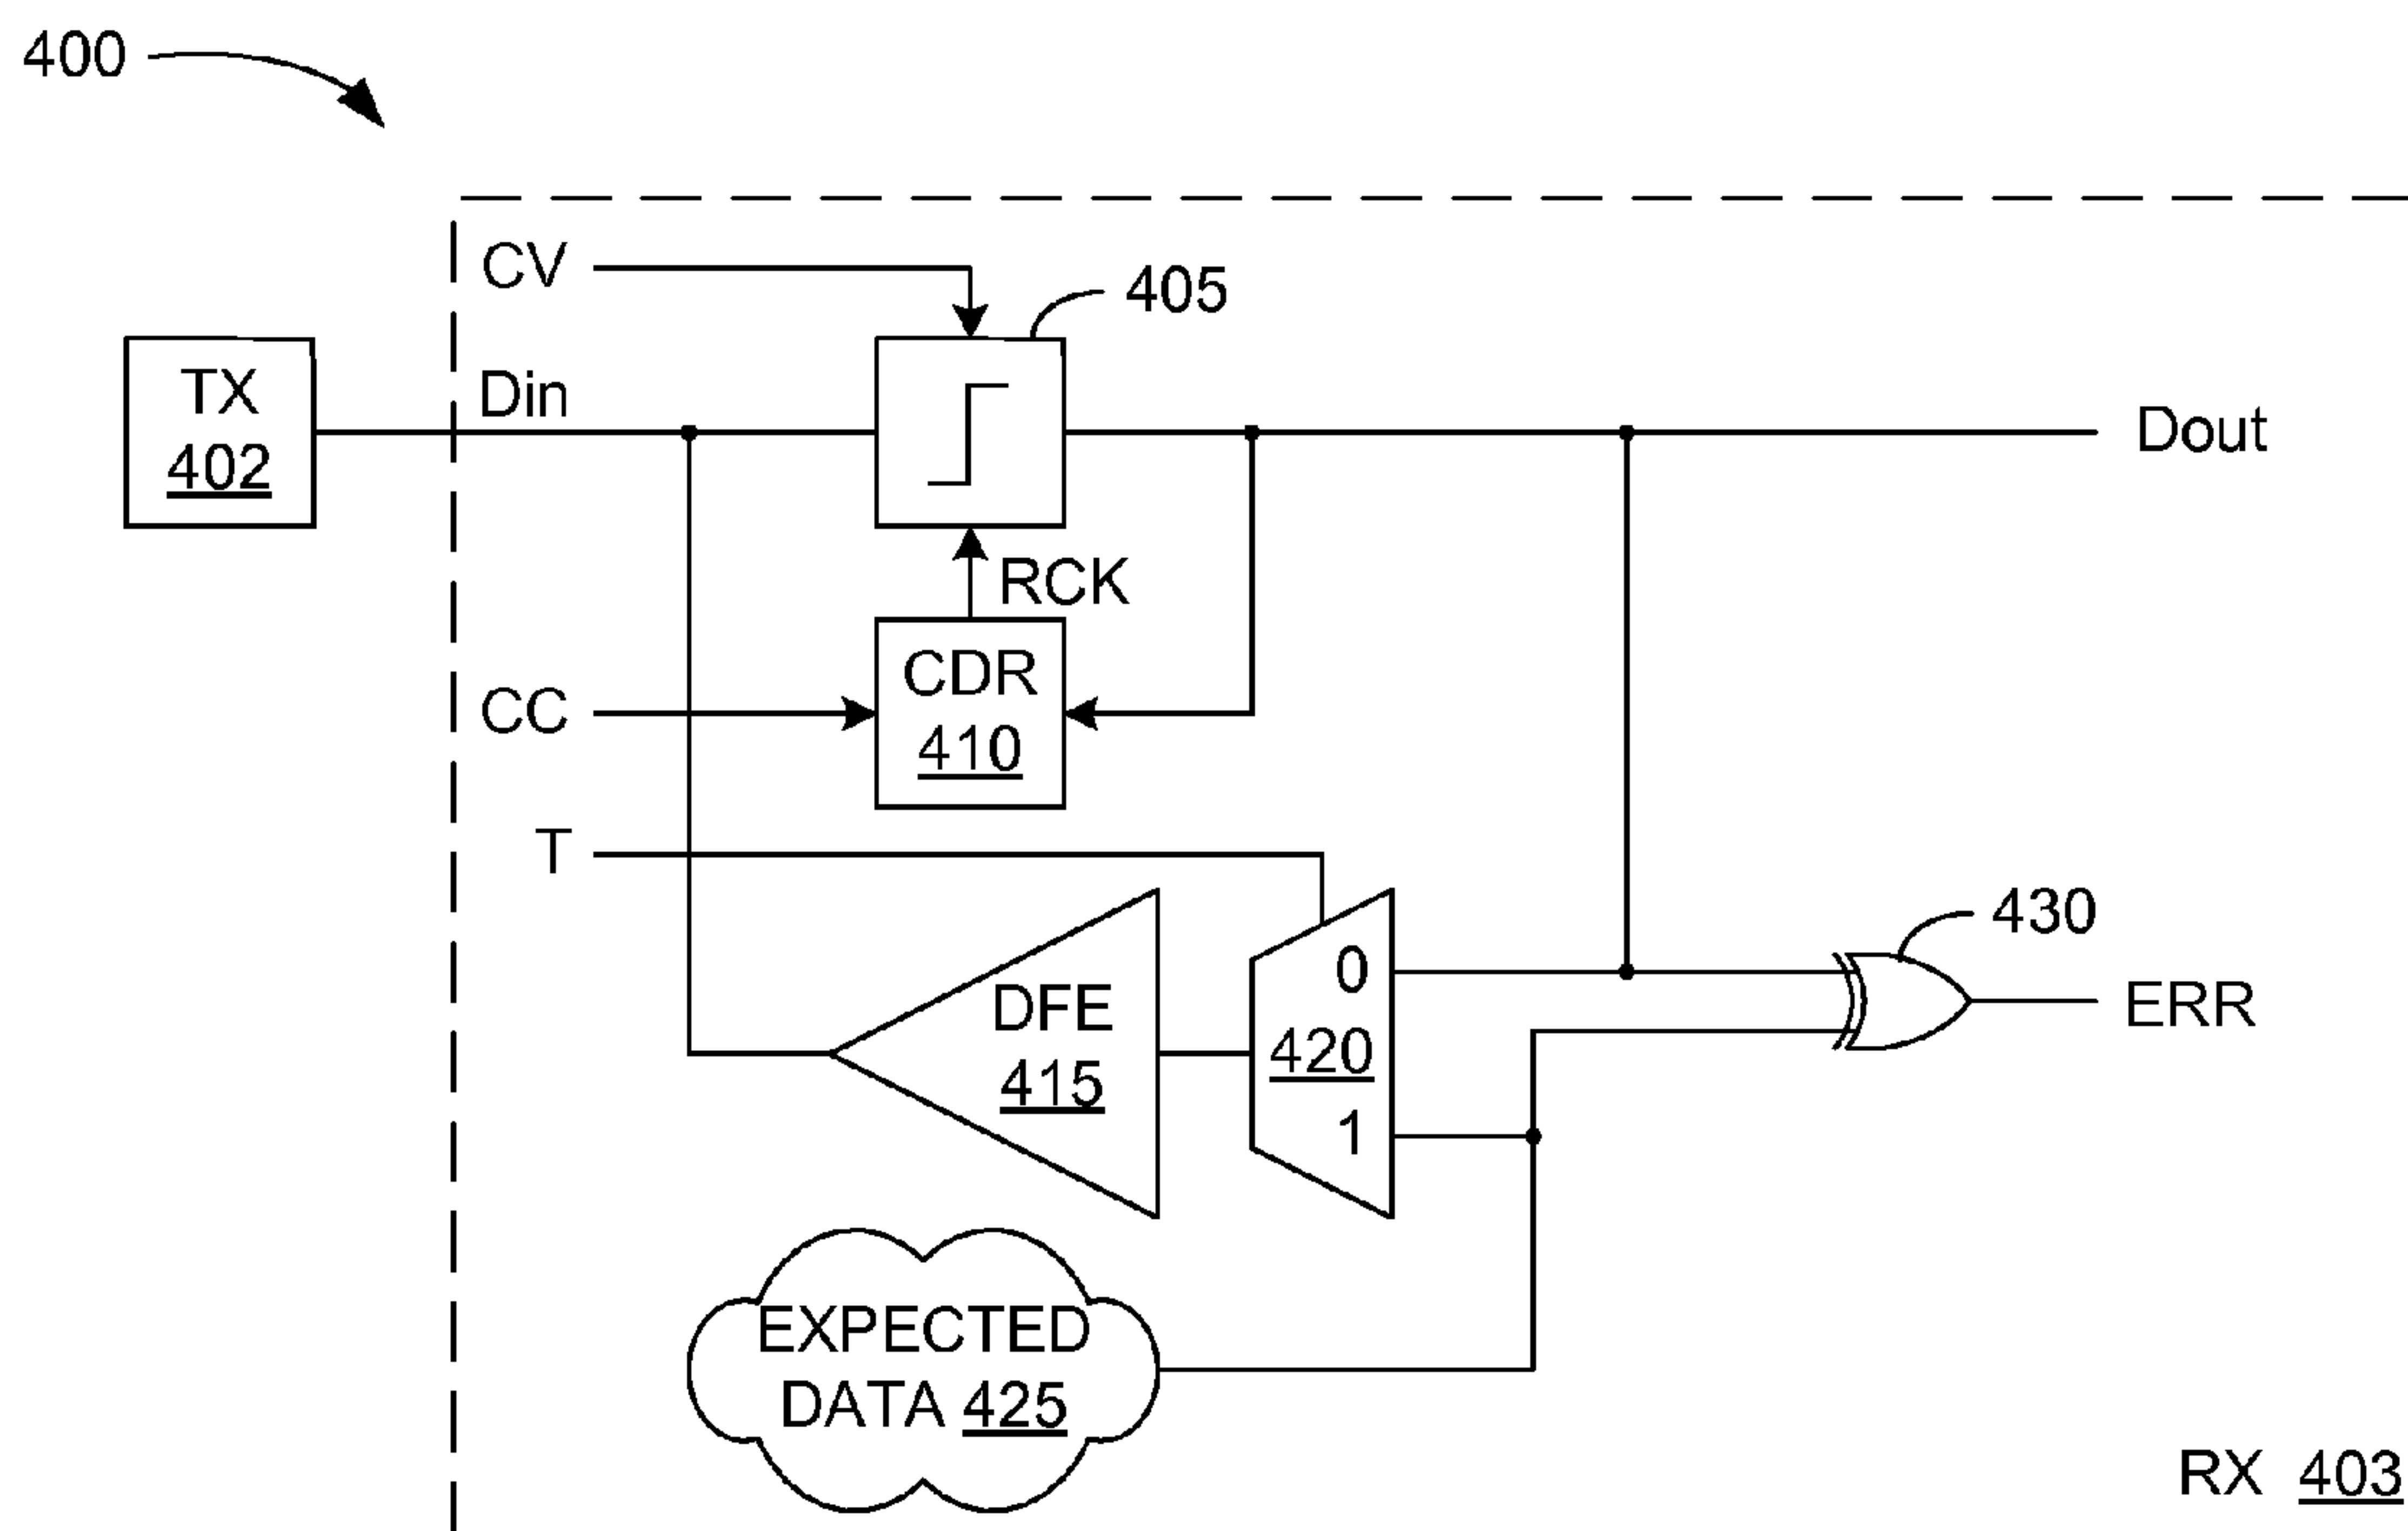 400
CV
405
TX
402
Din
Dout
RCK
CDR
410
CC
T
430
0
DFE
415
420
ERR
1
EXPECTED
DATA 425
RX 403